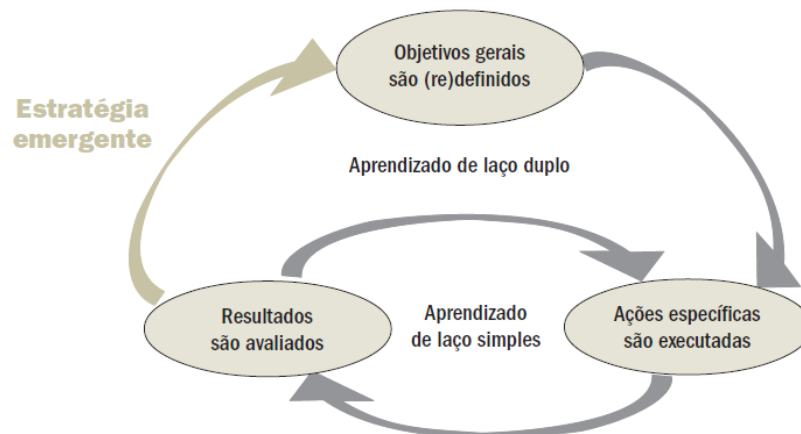 Objetivos gerais
são (re)definidos
Estratégia
emergente
Aprendizado de laço duplo
Resultados
são avaliados
Aprendizado
de laço simples
Ações específicas
são executadas